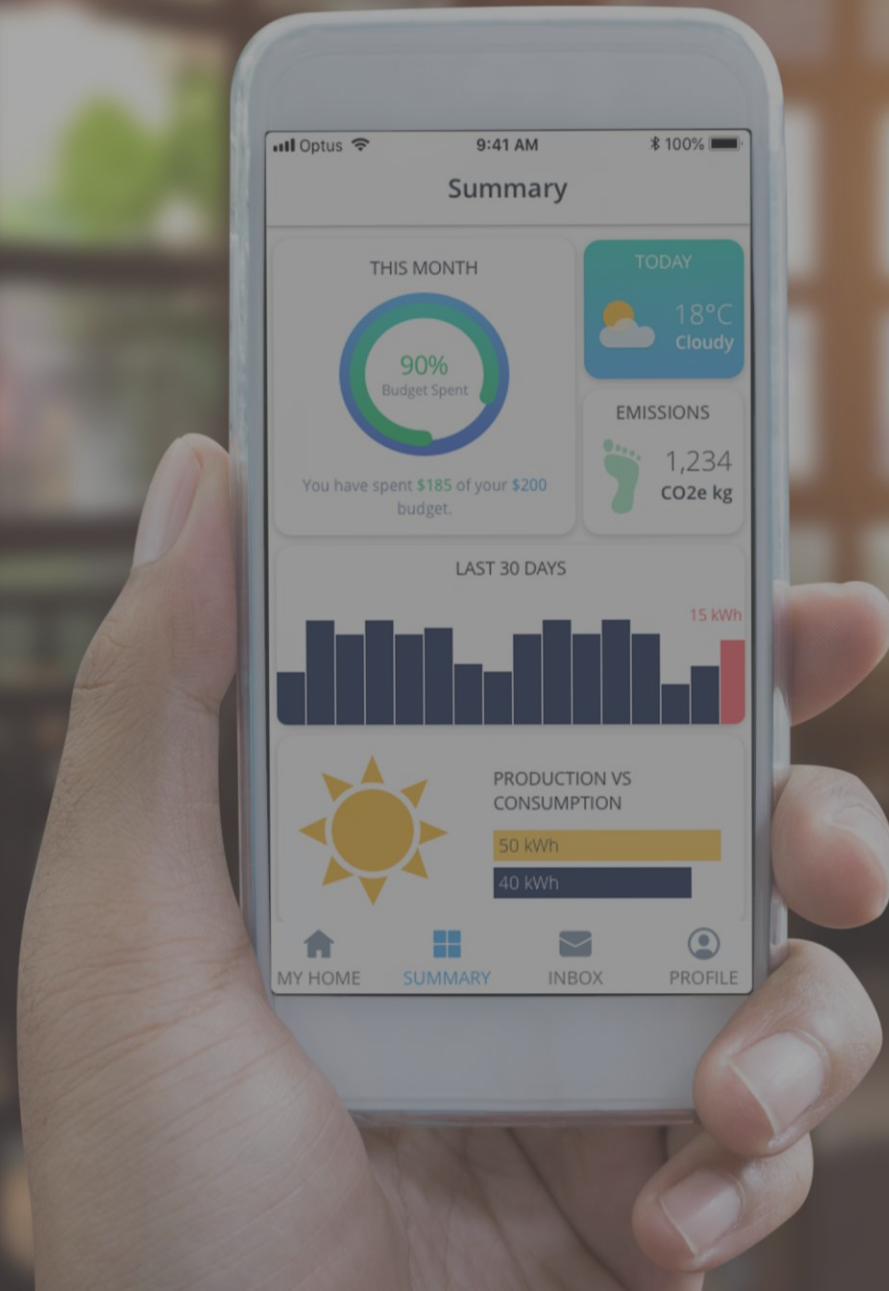 Optus 9:41 AM 100%
Summary
THIS MONTH
90%
Budget Spent
You have spent $185 of your $200
budget.
TODAY
18°C
Cloudy
EMISSIONS
1,234
CO2e kg
LAST 30 DAYS
15 kWh
PRODUCTION VS
CONSUMPTION
50 kWh
40 kWh
MY HOME SUMMARY INBOX PROFILE